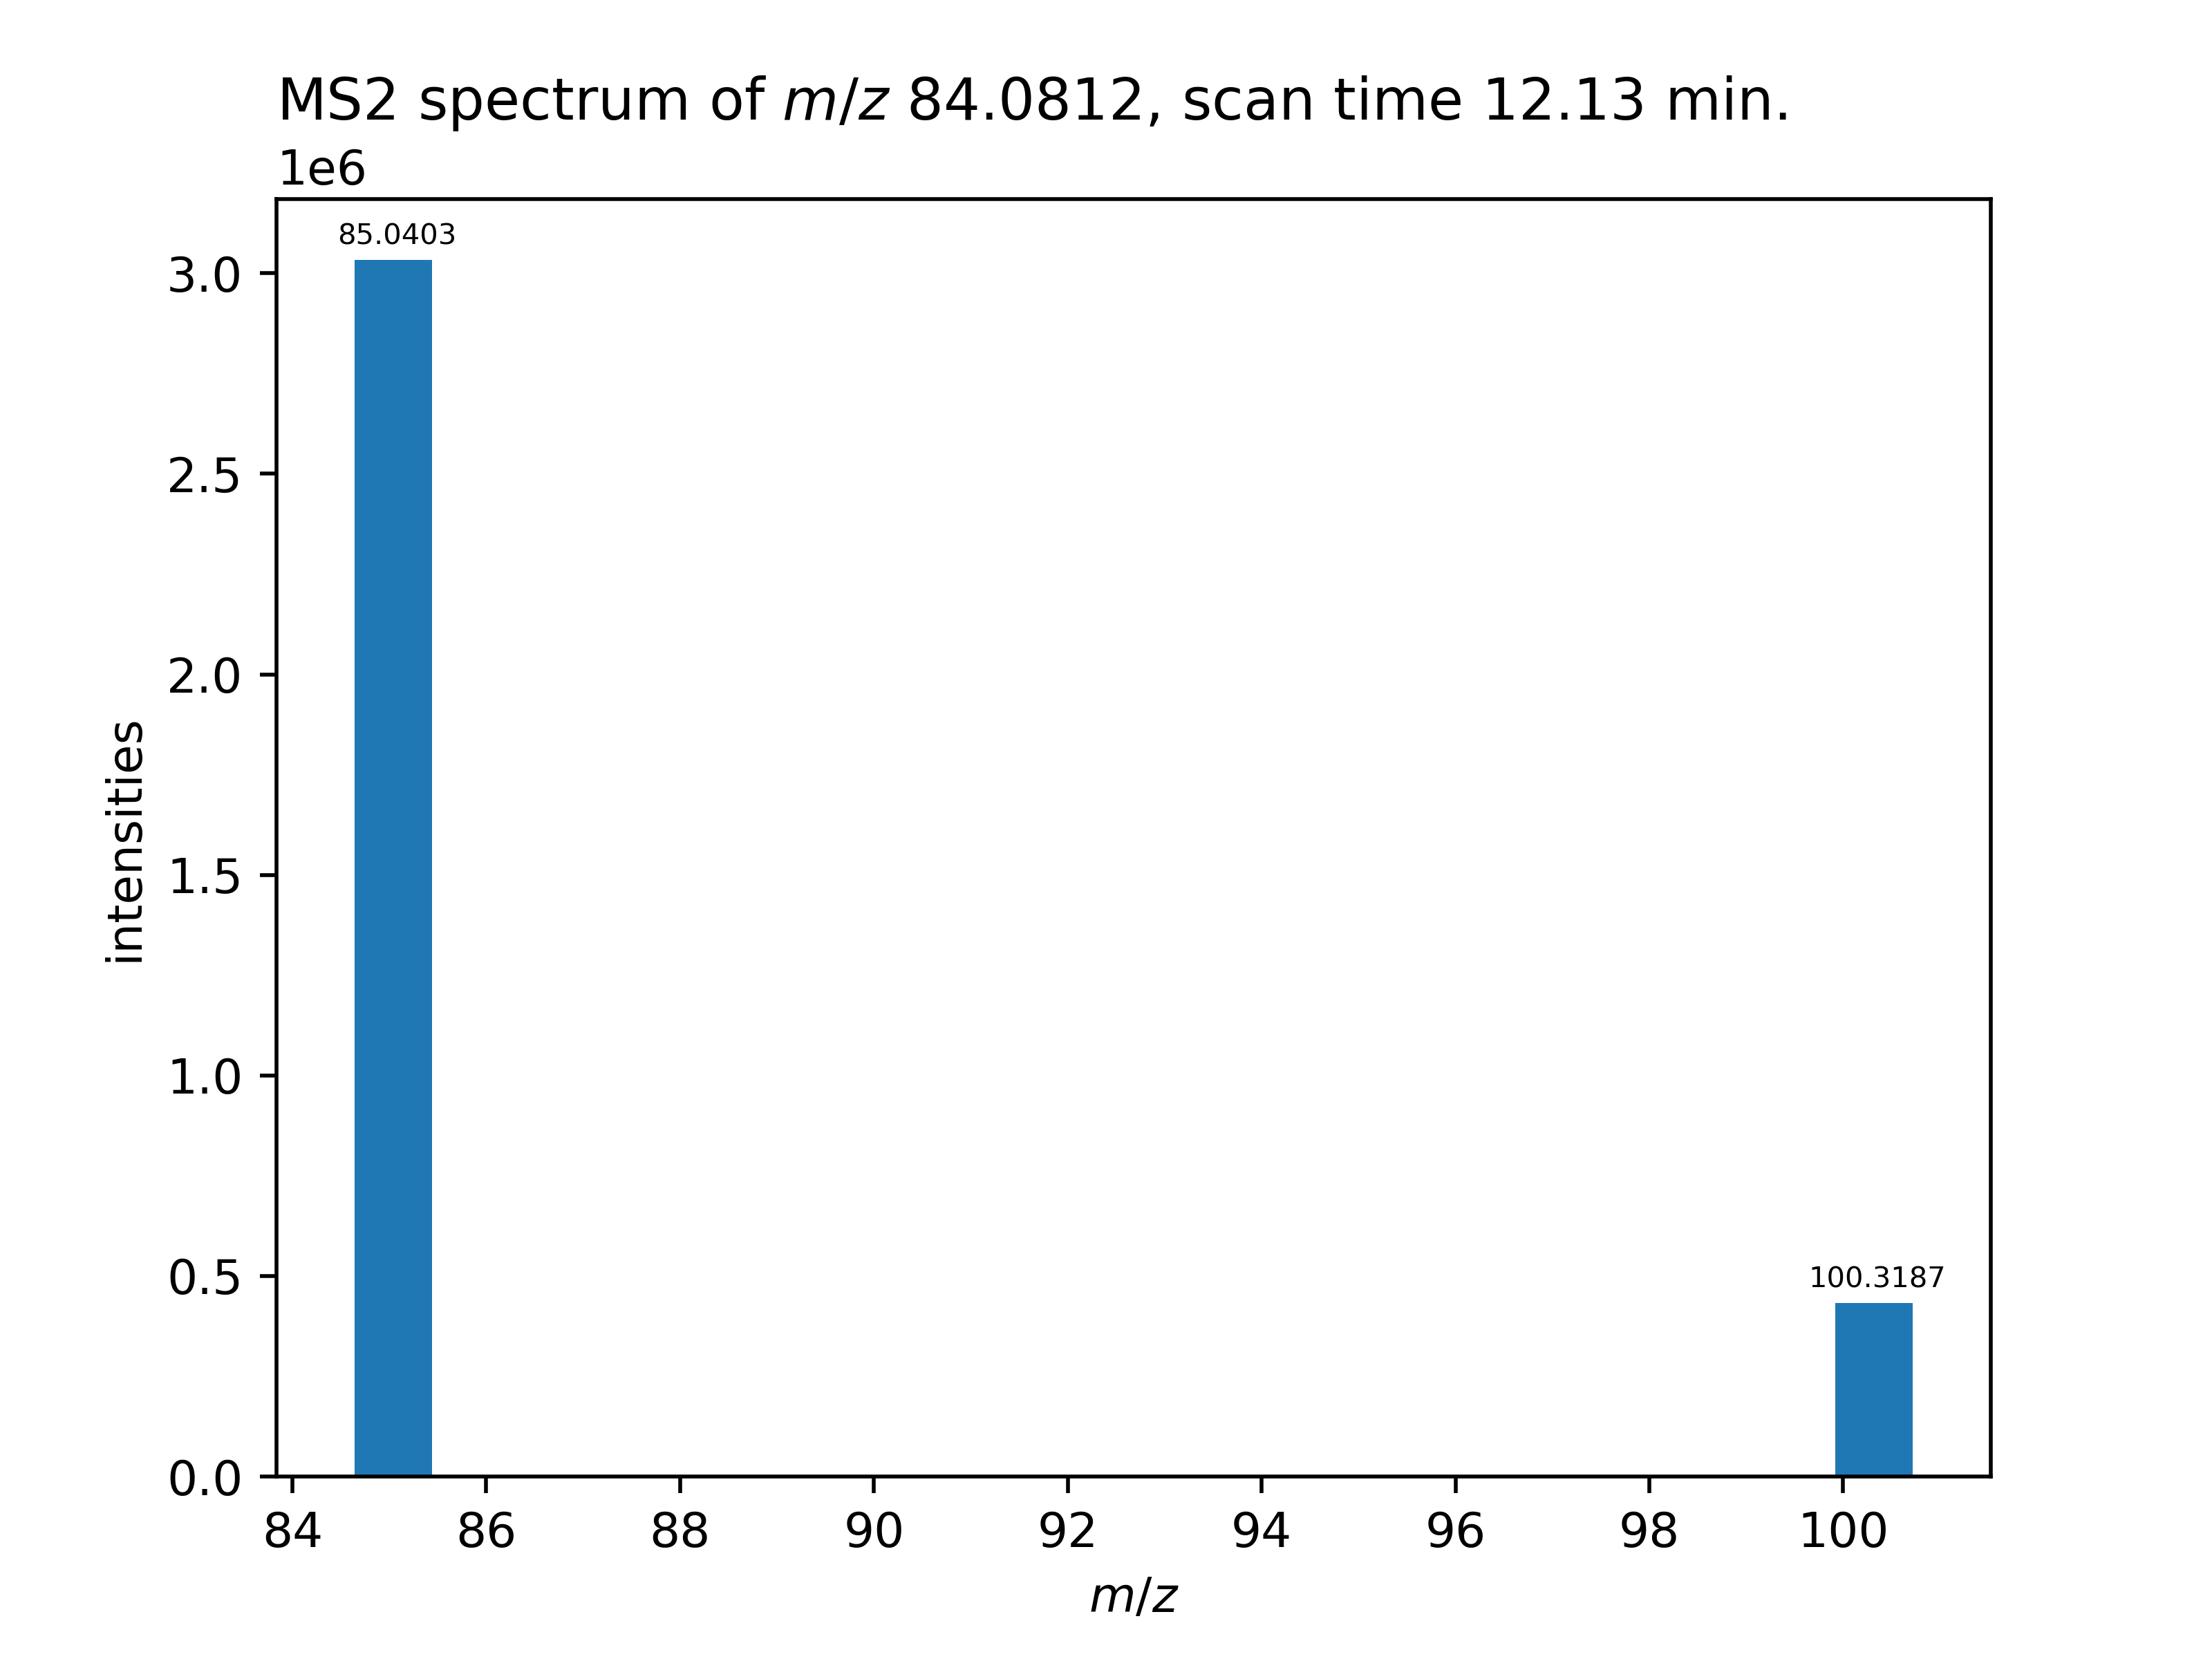 MS2 spectrum of m/z 84.0812, scan time 12.13 min.
1e6
85.0403
3.0
2.5
2.0
intensities
1.5
1.0
0.5
100.3187
0.0
84 86 88 90 92 94 96 98 100
m/z